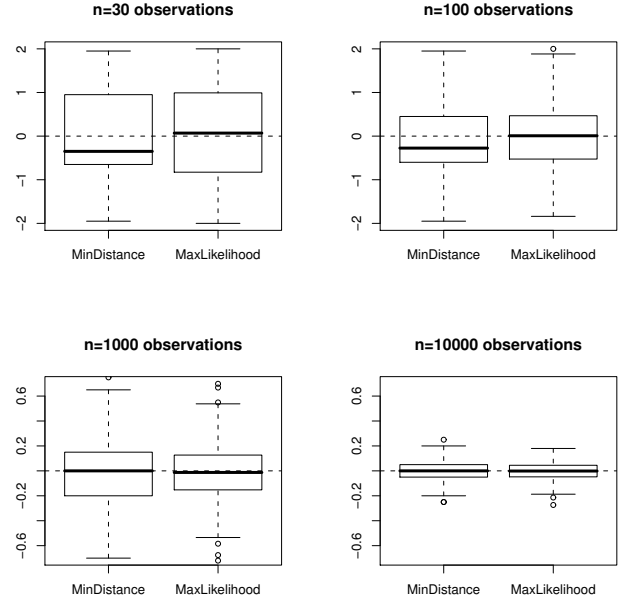 n=30 observations
n=100 observations
2
1
0
−1
−2
MinDistance MaxLikelihood
2
1
0
−1
−2
MinDistance MaxLikelihood
n=1000 observations
n=10000 observations
0.6
0.2
−0.2
−0.6
MinDistance MaxLikelihood
0.6
0.2
−0.2
−0.6
MinDistance MaxLikelihood